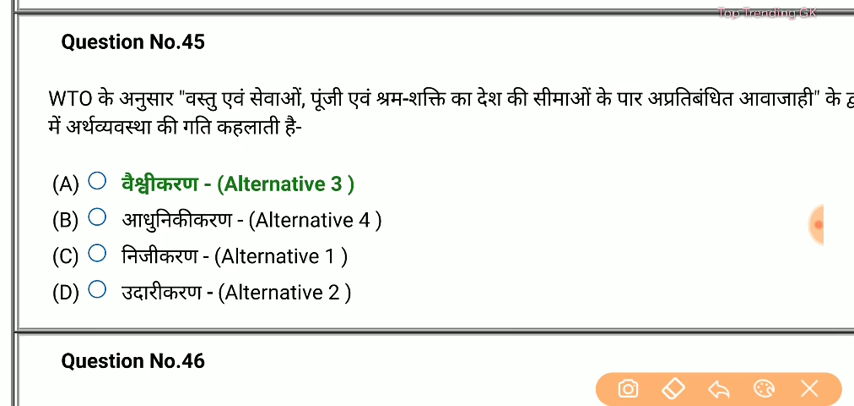 Top Trending GK
Question No.45
WTO के अनुसार "वस्तु एवं सेवाओं, पूंजी एवं श्रम-शक्ति का देश की सीमाओं के पार अप्रतिबंधित आवाजाही" के
में अर्थव्यवस्था की गति कहलाती है-
(A) वैश्वीकरण - (Alternative 3 )
(B) आधुनिकीकरण - (Alternative 4 )
(C) निजीकरण - (Alternative 1 )
(D) उदारीकरण - (Alternative 2 )
Question No.46